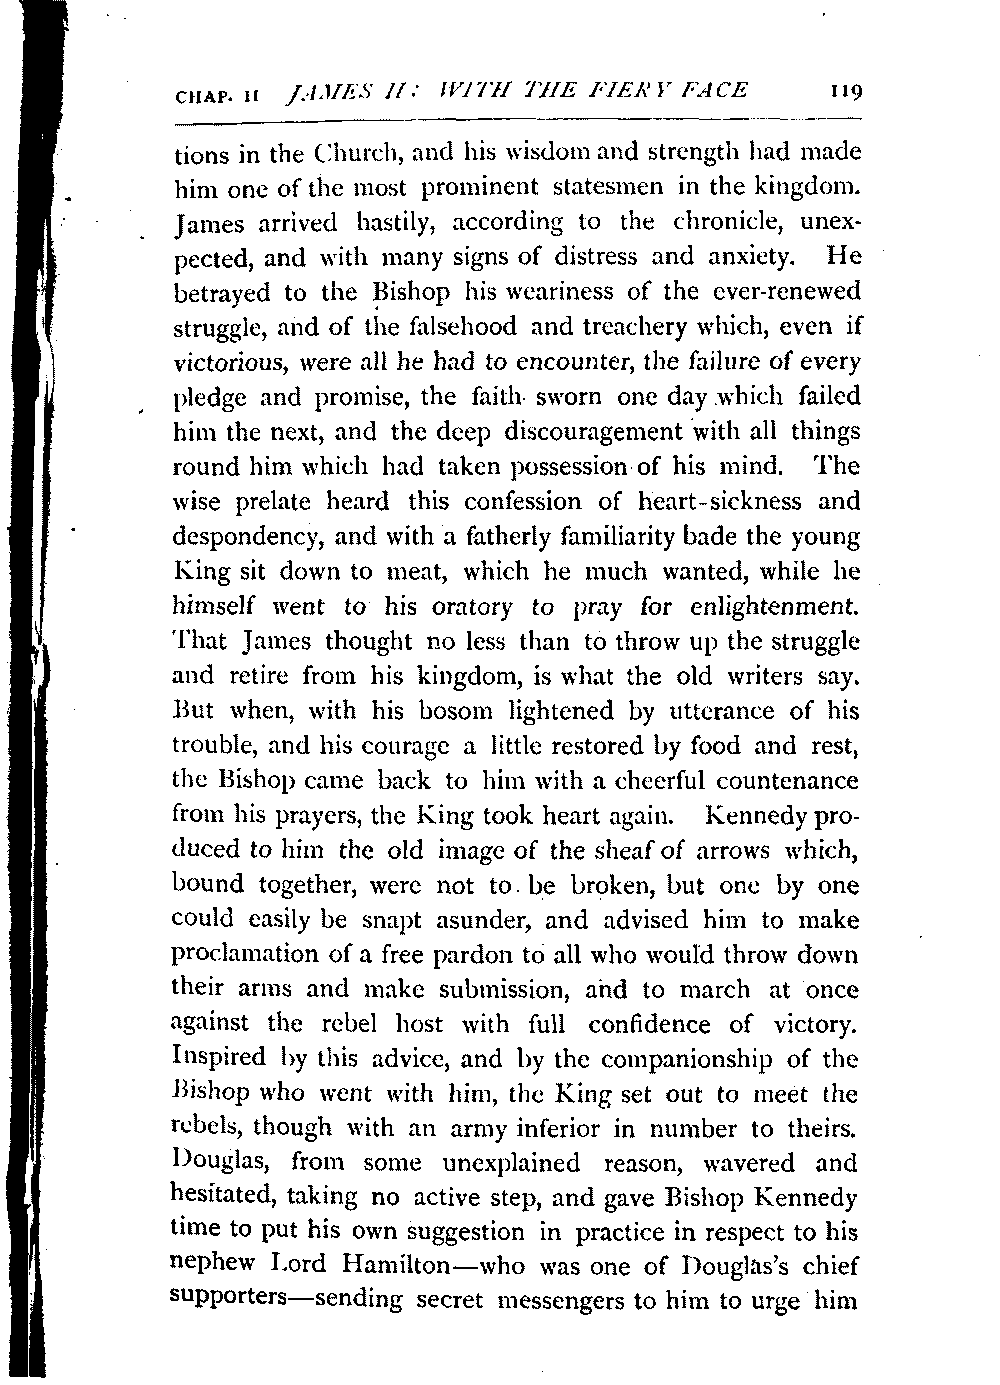 CHAP. II JAMES II: WITH THE FIERY FACE 119
tions in the Church, and his wisdom and strength had made
him one of the most prominent statesmen in the kingdom.
James arrived hastily, according to the chronicle, unex-
pected, and with many signs of distress and anxiety. He
betrayed to the Bishop his weariness of the ever-renewed
struggle, and of the falsehood and treachery which, even if
victorious, were all he had to encounter, the failure of every
pledge and promise, the faith sworn one day which failed
him the next, and the deep discouragement with all things
round him which had taken possession of his mind. The
wise prelate heard this confession of heart-sickness and
despondency, and with a fatherly familiarity bade the young
King sit down to meat, which he much wanted, while he
himself went to his oratory to pray for enlightenment.
That James thought no less than to throw up the struggle
and retire from his kingdom, is what the old writers say.
But when, with his bosom lightened by utterance of his
trouble, and his courage a little restored by food and rest,
the Bishop came back to him with a cheerful countenance
from his prayers, the King took heart again. Kennedy pro-
duced to him the old image of the sheaf of arrows which,
bound together, were not to be broken, but one by one
could easily be snapt asunder, and advised him to make
proclamation of a free pardon to all who would throw down
their arms and make submission, and to march at once
against the rebel host with full confidence of victory.
Inspired by this advice, and by the companionship of the
Bishop who went with him, the King set out to meet the
rebels, though with an army inferior in number to theirs.
Douglas, from some unexplained reason, wavered and
hesitated, taking no active step, and gave Bishop Kennedy
time to put his own suggestion in practice in respect to his
nephew Lord Hamilton—who was one of Douglas's chief
supporters—sending secret messengers to him to urge him